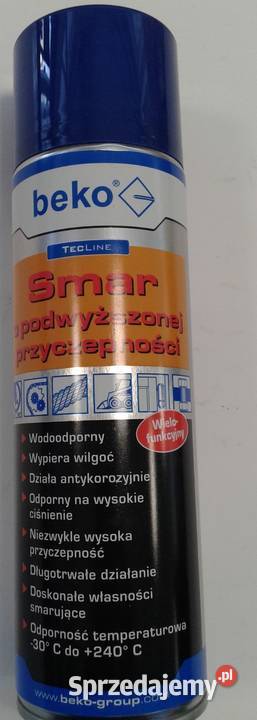 beko®
TECLINE
Smar
o podwyższonej
przyczepności
Wielo-
funkcyjny
Wodoodporny
Wypiera wilgoć
Działa antykorozyjnie
Odporny na wysokie
ciśnienie
Niezwykle wysoka
przyczepność
Długotrwałe działanie
Doskonałe własności
smarujące
Odporność temperaturowa
-30° C do +240° C
www.beko-group.co
Sprzedajemy.pl